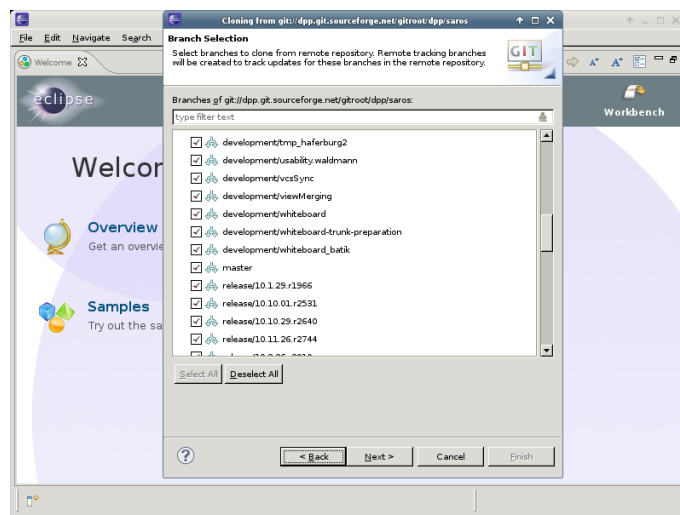 Cloning from git://dpp.git.sourceforge.net/gitroot/dpp/saros
File Edit Navigate Search
Branch Selection
Select branches to clone from remote repository. Remote tracking branches
will be created to track updates for these branches in the remote repository.
GIT
Welcome
eclipse
Workbench
Branches of git://dpp.git.sourceforge.net/gitroot/dpp/saros:
type filter text
development/tmp_haferburg2
development/usability.waldmann
development/vcsSync
development/viewMerging
development/whiteboard
development/whiteboard-trunk-preparation
development/whiteboard_batik
master
release/10.1.29.r1966
release/10.10.01.r2531
release/10.10.29.r2640
release/10.11.26.r2744
Welcor
Overview
Get an overvie
Samples
Try out the sa
Select All Deselect All
? < Back Next > Cancel Finish